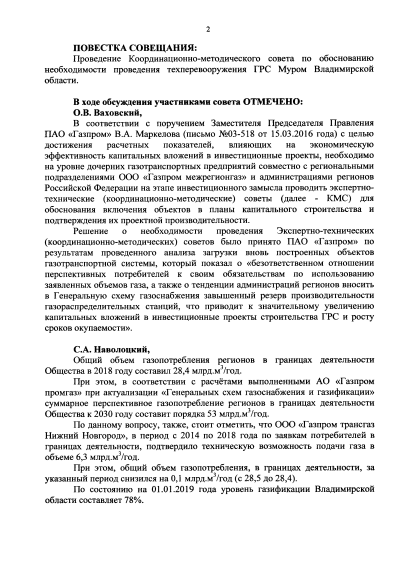 2
ПОВЕСТКА СОВЕЩАНИЯ:
Проведение Координационно-методического совета по обоснованию
необходимости проведения техперевооружения ГРС Муром Владимирской
области.
В ходе обсуждения участниками совета ОТМЕЧЕНО:
О.В. Ваховский,
В соответствии с поручением Заместителя Председателя Правления
ПАО «Газпром» В.А. Маркелова (письмо №03-518 от 15.03.2016 года) с целью
достижения расчетных показателей, влияющих на экономическую
эффективность капитальных вложений в инвестиционные проекты, необходимо
на уровне дочерних газотранспортных предприятий совместно с региональными
подразделениями ООО «Газпром межрегионгаз» и администрациями регионов
Российской Федерации на этапе инвестиционного замысла проводить экспертно-
технические (координационно-методические) советы (далее - КМС) для
обоснования включения объектов в планы капитального строительства и
подтверждения их проектной производительности.
Решение о необходимости проведения Экспертно-технических
(координационно-методических) советов было принято ПАО «Газпром» по
результатам проведенного анализа загрузки вновь построенных объектов
газотранспортной системы, который показал о «безответственном отношении
перспективных потребителей к своим обязательствам по использованию
заявленных объемов газа, а также о тенденции администраций регионов вносить
в Генеральную схему газоснабжения завышенный резерв производительности
газораспределительных станций, что приводит к значительному увеличению
капитальных вложений в инвестиционные проекты строительства ГРС и росту
сроков окупаемости».
С.А. Наволоцкий,
Общий объем газопотребления регионов в границах деятельности
Общества в 2018 году составил 28,4 млрд.м³/год.
При этом, в соответствии с расчётами выполненными АО «Газпром
промгаз» при актуализации «Генеральных схем газоснабжения и газификации»
суммарное перспективное газопотребление регионов в границах деятельности
Общества к 2030 году составит порядка 53 млрд.м³/год.
По данному вопросу, также, стоит отметить, что ООО «Газпром трансгаз
Нижний Новгород», в период с 2014 по 2018 года по заявкам потребителей в
границах деятельности, подтвердило техническую возможность подачи газа в
объеме 6,3 млрд.м³/год.
При этом, общий объем газопотребления, в границах деятельности, за
указанный период снизился на 0,1 млрд.м³/год (с 28,5 до 28,4).
По состоянию на 01.01.2019 года уровень газификации Владимирской
области составляет 78%.